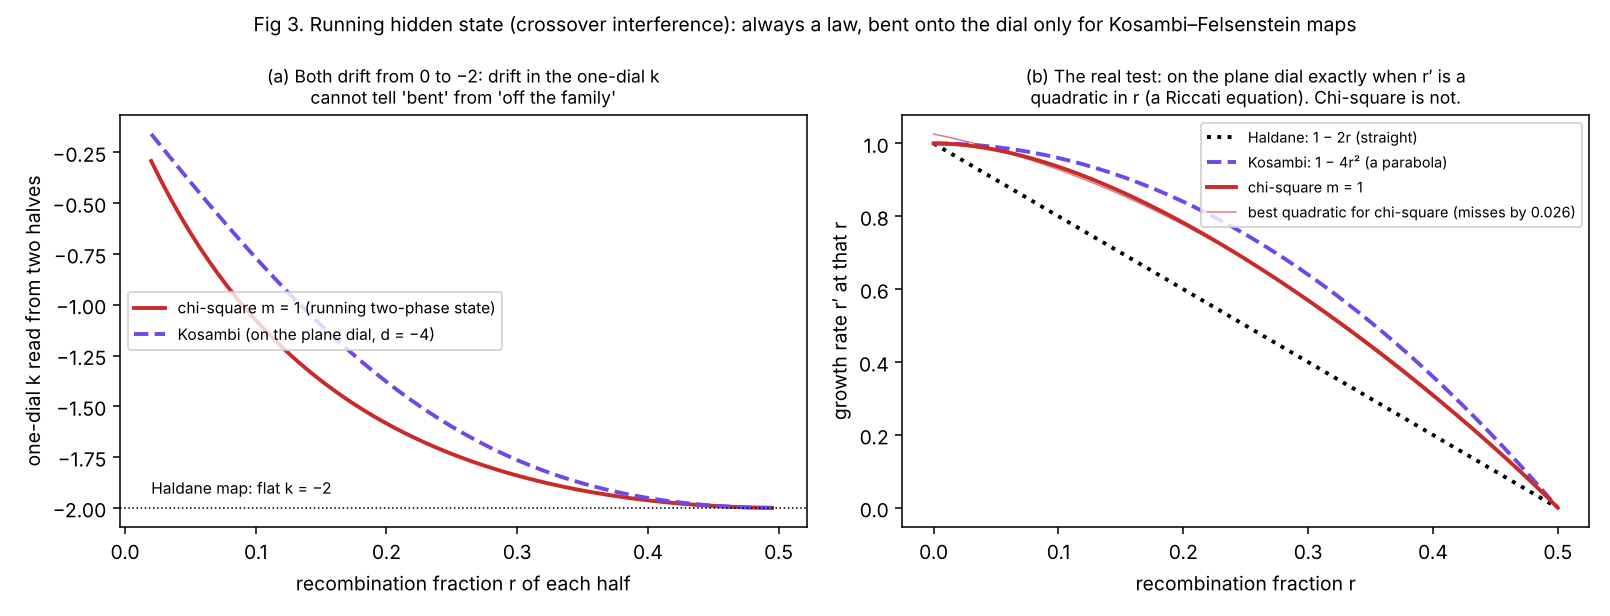 Fig 3. Running hidden state (crossover interference): always a law, bent onto the dial only for Kosambi–Felsenstein maps
(a) Both drift from 0 to −2: drift in the one-dial k
cannot tell 'bent' from 'off the family'
one-dial k read from two halves
−0.25
−0.50
−0.75
−1.00
−1.25
−1.50
−1.75
−2.00
chi-square m = 1 (running two-phase state)
Kosambi (on the plane dial, d = −4)
Haldane map: flat k = −2
0.0
0.1
0.2
0.3
0.4
0.5
recombination fraction r of each half
(b) The real test: on the plane dial exactly when r′ is a
quadratic in r (a Riccati equation). Chi-square is not.
growth rate r′ at that r
1.0
0.8
0.6
0.4
0.2
0.0
Haldane: 1 − 2r (straight)
Kosambi: 1 − 4r² (a parabola)
chi-square m = 1
best quadratic for chi-square (misses by 0.026)
0.0
0.1
0.2
0.3
0.4
0.5
recombination fraction r